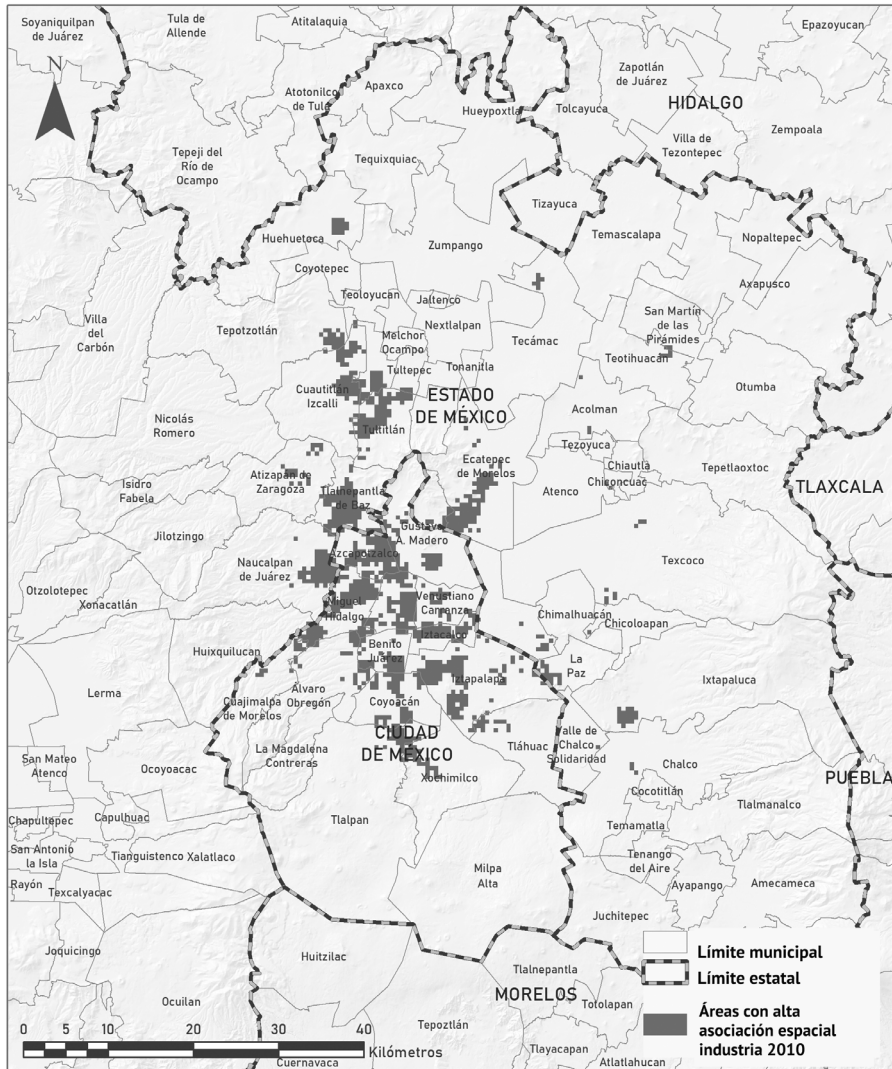 Soyaniquilpan
de Juárez
Tula de
Allende
Atitalaquia
Epazoyucan
N
Atotonilco
de Tula
Apaxco
Hueypoxtla
Tolcayuca
Zapotlán
de Juárez
HIDALGO
Zempoala
Villa de
Tezontepec
Tepeji del
Río de
Ocampo
Tequixquiac
Tizayuca
Temascalapa
Nopaltepec
Huehuetoca
Zumpango
Coyotepec
Axapusco
Teoloyucan
Jaltenco
San Martín
de las
Pirámides
Villa
del
Carbón
Tepotzotlán
Nextlalpan
Melchor
Ocampo
Tecámac
Teotihuacán
Tultepec
Tonanitla
Cuautitlán
Izcalli
ESTADO
DE MÉXICO
Otumba
Acolman
Nicolás
Romero
Tultitlán
Tezoyuca
Ecatepec
de Morelos
Chiautla
Tepetlaoxtoc
Atizapán de
Zaragoza
Chiconcuac
TLAXCALA
Isidro
Fabela
Tlalnepantla
de Baz
Atenco
Jilotzingo
Gustavo
A. Madero
Azcapotzalco
Naucalpan
de Juárez
Texcoco
Otzolotepec
Xonacatlán
Miguel
Hidalgo
Venustiano
Carranza
Chimalhuacán
Chicoloapan
Iztacalco
Huixquilucan
Benito
Juárez
La
Paz
Iztapalapa
Ixtapaluca
Lerma
Cuajimalpa
de Morelos
Álvaro
Obregón
Coyoacán
CIUDAD
DE MÉXICO
Valle de
Chalco
Solidaridad
Tláhuac
La Magdalena
Contreras
San Mateo
Atenco
Ocoyoacac
Chalco
Xochimilco
PUEBLA
Cocotitlán
Tlalmanalco
Chapultepec
Capulhuac
Tlalpan
Temamatla
San Antonio
la Isla
Tianguistenco
Xalatlaco
Tenango
del Aire
Rayón
Texcalyacac
Milpa
Alta
Ayapango
Amecameca
Juchitepec
Joquicingo
Huitzilac
Tlalnepantla
MORELOS
Totolapan
Ocuilan
Tepoztlán
Tlayacapan
Atlatlahucan
Cuernavaca
Límite municipal
Límite estatal
Áreas con alta
asociación espacial
industria 2010
0 5 10 20 30 40
Kilómetros